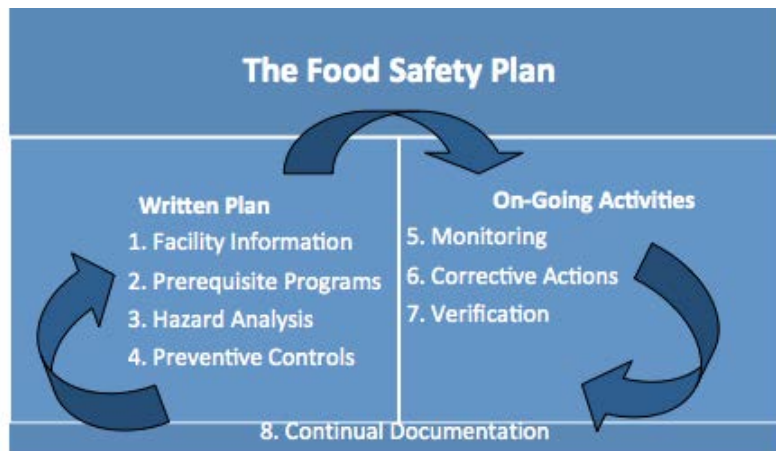 The Food Safety Plan
Written Plan
1. Facility Information
2. Prerequisite Programs
3. Hazard Analysis
4. Preventive Controls
On-Going Activities
5. Monitoring
6. Corrective Actions
7. Verification
8. Continual Documentation